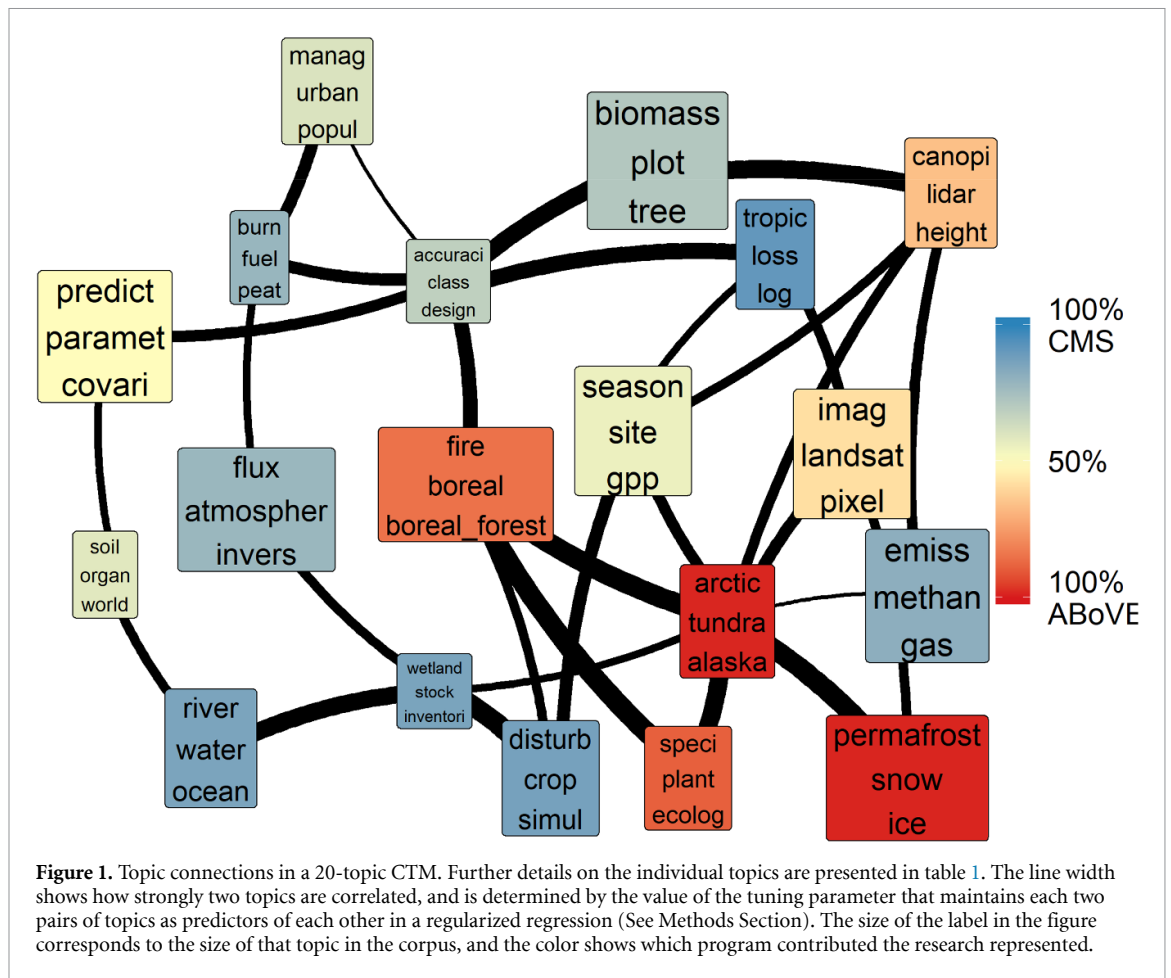 manag
urban
popul
biomass
plot
tree
canopi
lidar
height
tropic
loss
log
burn
fuel
peat
accuraci
class
design
predict
paramet
covari
100%
CMS
50%
100%
ABoVE
season
site
gpp
imag
landsat
pixel
fire
boreal
boreal_forest
flux
atmospher
invers
soil
organ
world
emiss
methan
gas
arctic
tundra
alaska
wetland
stock
inventori
river
water
ocean
disturb
crop
simul
speci
plant
ecolog
permafrost
snow
ice
Figure 1. Topic connections in a 20-topic CTM. Further details on the individual topics are presented in table 1. The line width
shows how strongly two topics are correlated, and is determined by the value of the tuning parameter that maintains each two
pairs of topics as predictors of each other in a regularized regression (See Methods Section). The size of the label in the figure
corresponds to the size of that topic in the corpus, and the color shows which program contributed the research represented.